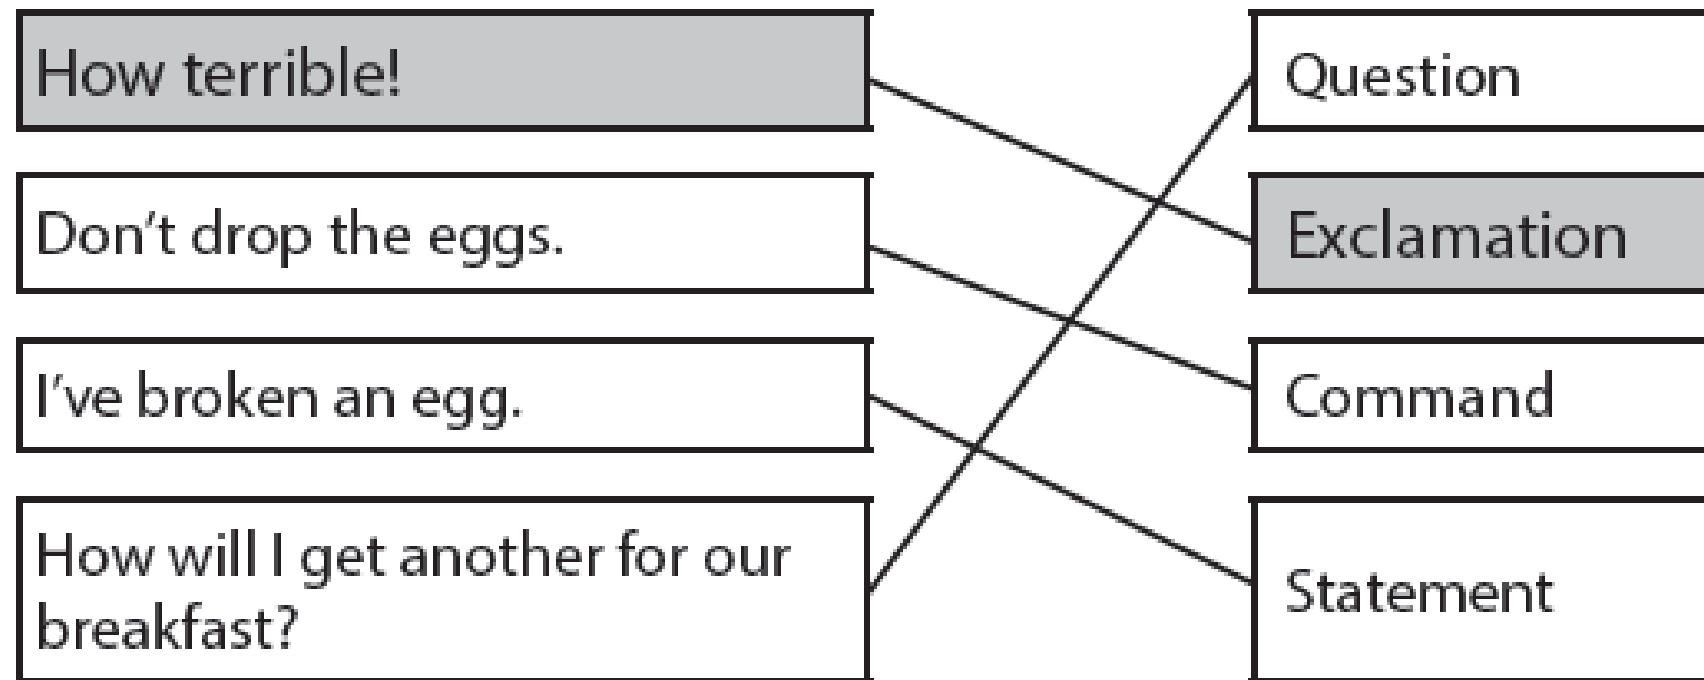 How terrible!
Question
Don't drop the eggs.
Exclamation
I've broken an egg.
Command
How will I get another for our
breakfast?
Statement